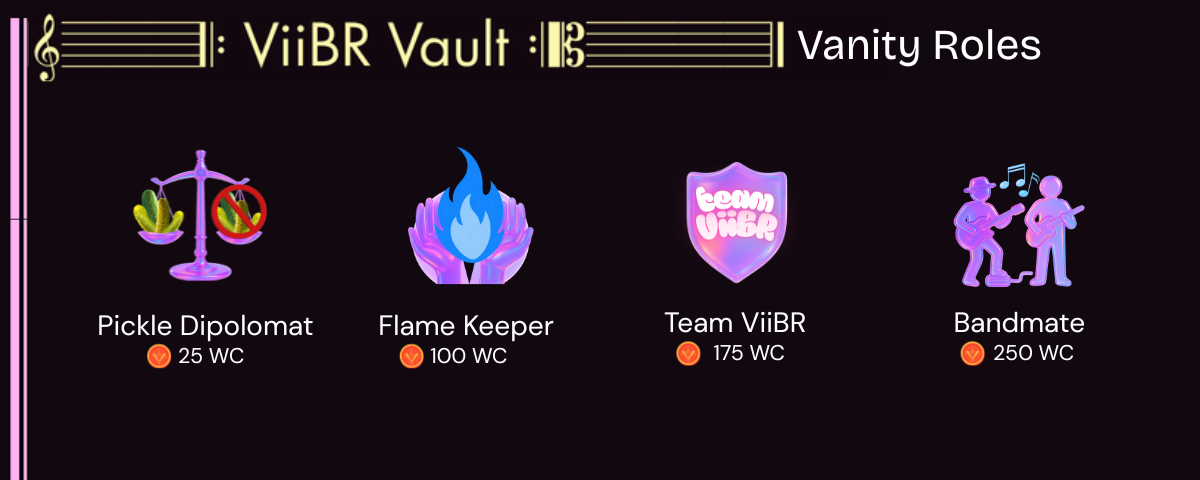 ViiBR Vault Vanity Roles
team
ViiBR
Pickle Dipolomat
25 WC
Flame Keeper
100 WC
Team ViiBR
175 WC
Bandmate
250 WC